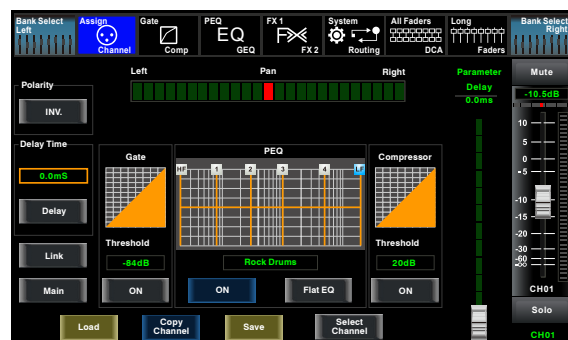 Bank Select
Left
Assign
Channel
Gate
Comp
PEQ
EQ
GEQ
FX 1
FX 2
System
Routing
All Faders
DCA
Long
Faders
Bank Select
Right
Left
Pan
Right
Parameter
Delay
0.0ms
Mute
-10.5dB
Polarity
INV.
Delay Time
0.0mS
Delay
Link
Main
Gate
Threshold
-84dB
ON
PEQ
HF
1
2
3
4
LF
Rock Drums
ON
Flat EQ
Compressor
Threshold
20dB
ON
10
5
0
-5
-10
-15
-20
-30
-60
-∞
CH01
Solo
CH01
Load
Copy
Channel
Save
Select
Channel